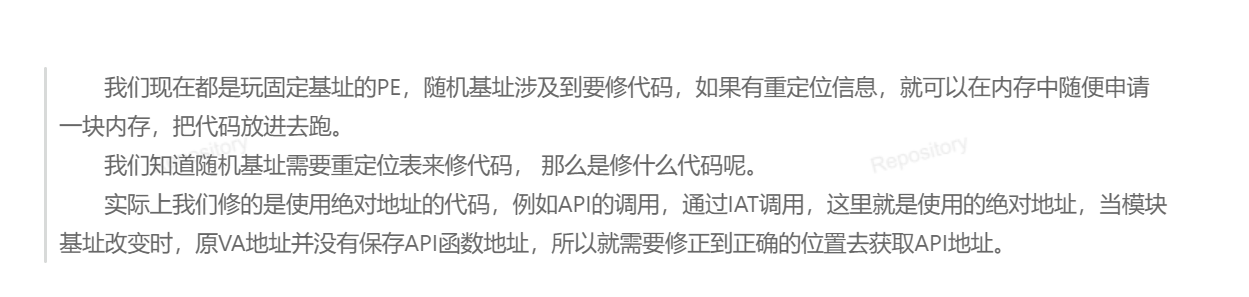 我们现在都是玩固定基址的PE，随机基址涉及到要修代码，如果有重定位信息，就可以在内存中随便申请
一块内存，把代码放进去跑。
我们知道随机基址需要重定位表来修代码， 那么是修什么代码呢。
实际上我们修的是使用绝对地址的代码，例如API的调用，通过IAT调用，这里就是使用的绝对地址，当模块
基址改变时，原VA地址并没有保存API函数地址，所以就需要修正到正确的位置去获取API地址。
Repository